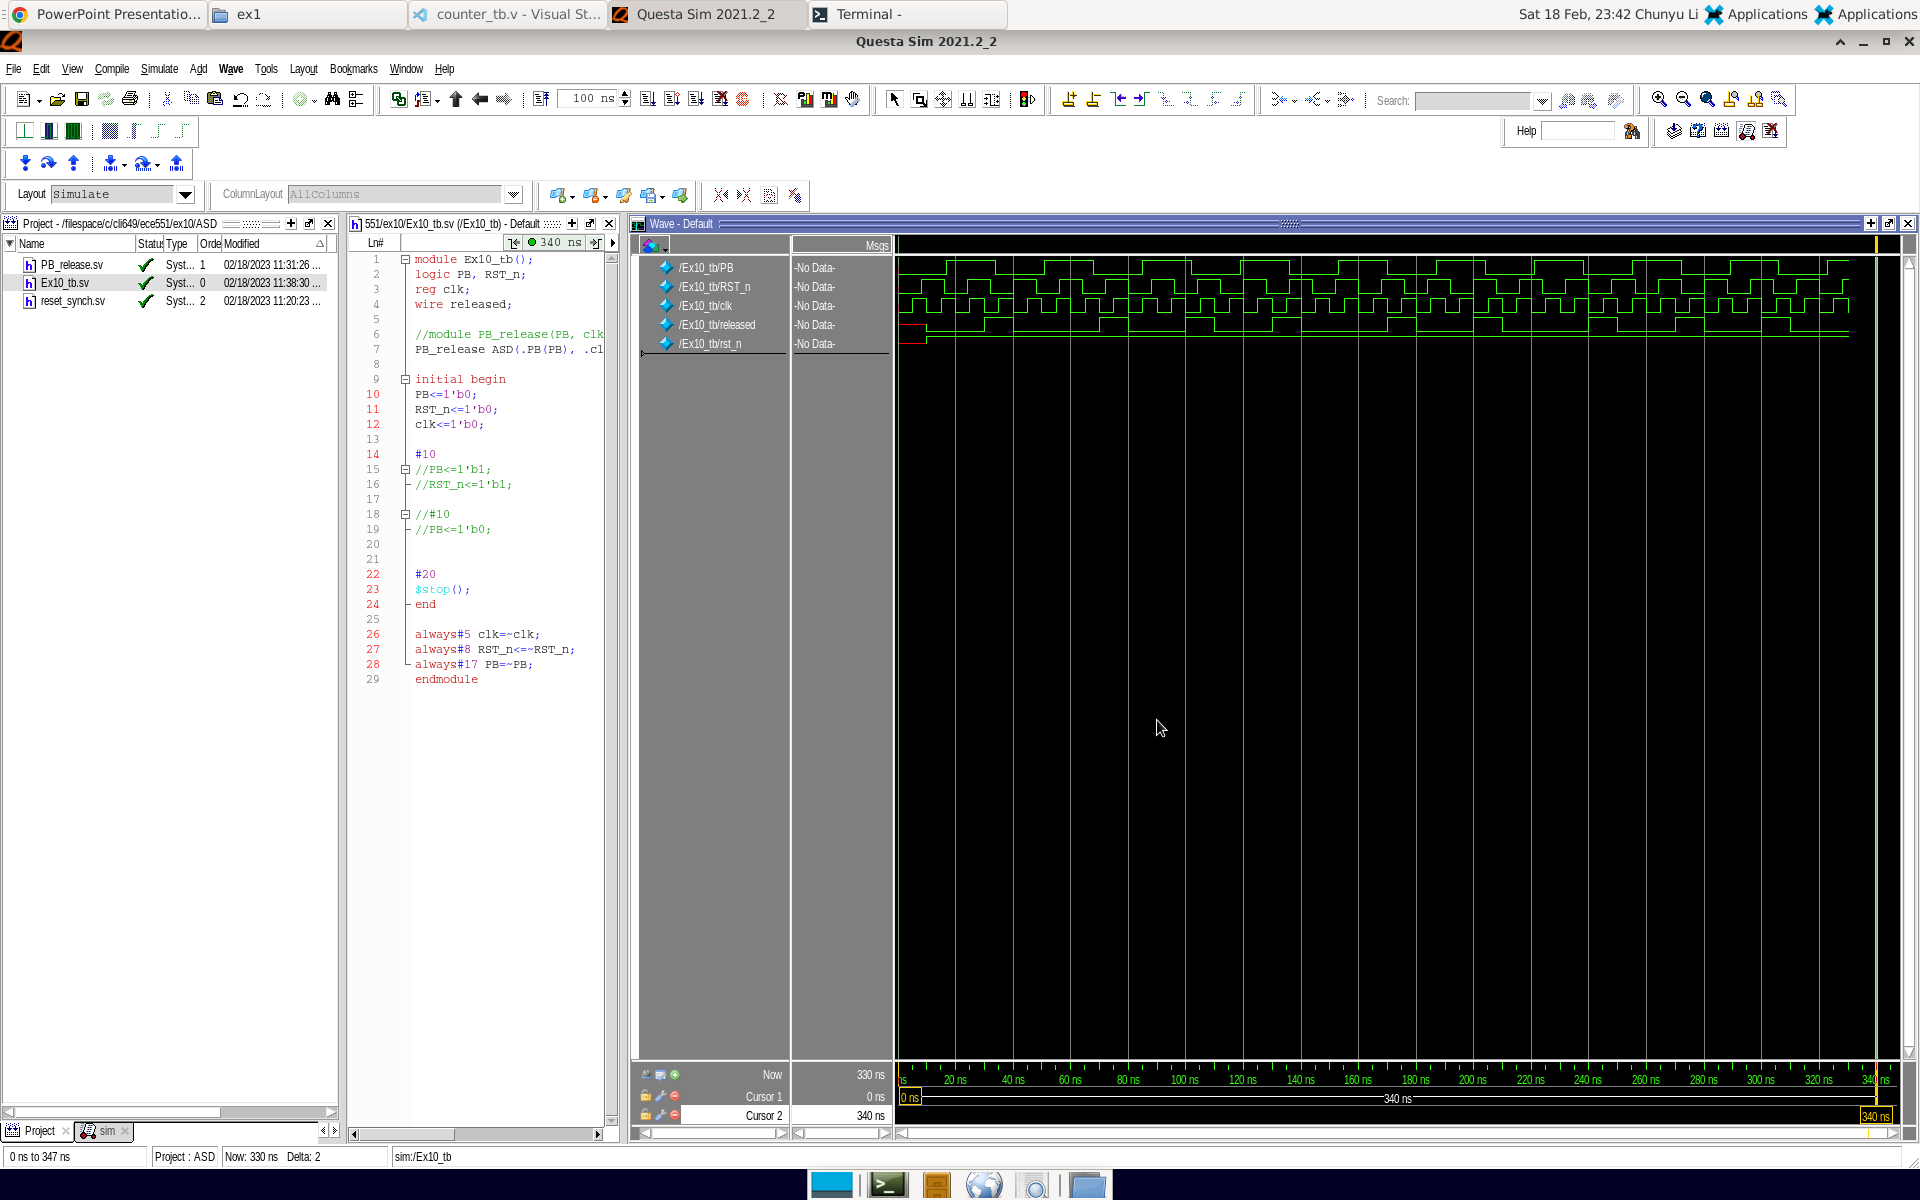 PowerPoint Presentatio...
ex1
counter_tb.v - Visual St...
Questa Sim 2021.2_2
Terminal -
Sat 18 Feb, 23:42 Chunyu Li
Applications
Applications
Questa Sim 2021.2_2
File Edit View Compile Simulate Add Wave Tools Layout Bookmarks Window Help
100 ns
Search:
Help
Layout Simulate
ColumnLayout AllColumns
Project - /filespace/c/cli649/ece551/ex10/ASD
Name Status Type Orde Modified
PB_release.sv Syst... 1 02/18/2023 11:31:26 ...
Ex10_tb.sv Syst... 0 02/18/2023 11:38:30 ...
reset_synch.sv Syst... 2 02/18/2023 11:20:23 ...
Project
sim
551/ex10/Ex10_tb.sv (/Ex10_tb) - Default
Ln#
340 ns
1 module Ex10_tb();
2 logic PB, RST_n;
3 reg clk;
4 wire released;
5
6 //module PB_release(PB, clk
7 PB_release ASD(.PB(PB), .cl
8
9 initial begin
10 PB<=1'b0;
11 RST_n<=1'b0;
12 clk<=1'b0;
13
14 #10
15 //PB<=1'b1;
16 //RST_n<=1'b1;
17
18 //#10
19 //PB<=1'b0;
20
21
22 #20
23 $stop();
24 end
25
26 always#5 clk=~clk;
27 always#8 RST_n<=~RST_n;
28 always#17 PB=~PB;
29 endmodule
Wave - Default
Msgs
/Ex10_tb/PB -No Data-
/Ex10_tb/RST_n -No Data-
/Ex10_tb/clk -No Data-
/Ex10_tb/released -No Data-
/Ex10_tb/rst_n -No Data-
Now 330 ns
ns 20 ns 40 ns 60 ns 80 ns 100 ns 120 ns 140 ns 160 ns 180 ns 200 ns 220 ns 240 ns 260 ns 280 ns 300 ns 320 ns 340 ns
Cursor 1 0 ns
0 ns
340 ns
Cursor 2 340 ns
340 ns
0 ns to 347 ns
Project : ASD
Now: 330 ns Delta: 2
sim:/Ex10_tb